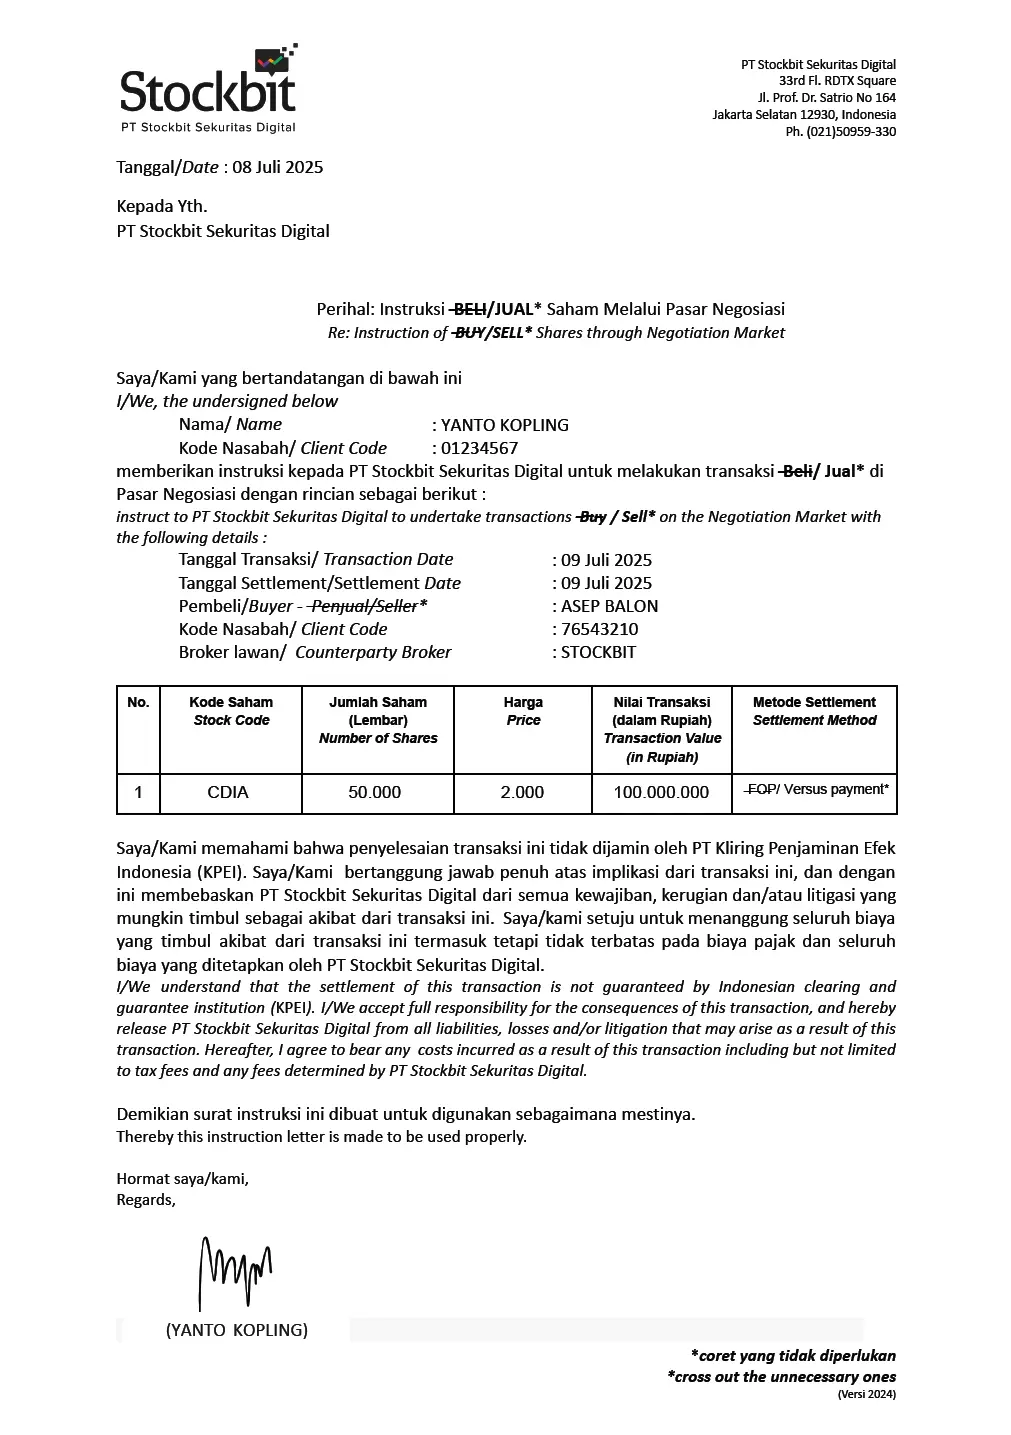 Stockbit
PT Stockbit Sekuritas Digital
PT Stockbit Sekuritas Digital
33rd Fl. RDTX Square
Jl. Prof. Dr. Satrio No 164
Jakarta Selatan 12930, Indonesia
Ph. (021)50959-330
Tanggal/Date : 08 Juli 2025
Kepada Yth.
PT Stockbit Sekuritas Digital
Perihal: Instruksi BELI/JUAL* Saham Melalui Pasar Negosiasi
Re: Instruction of BUY/SELL* Shares through Negotiation Market
Saya/Kami yang bertandatangan di bawah ini
I/We, the undersigned below
Nama/ Name : YANTO KOPLING
Kode Nasabah/ Client Code : 01234567
memberikan instruksi kepada PT Stockbit Sekuritas Digital untuk melakukan transaksi Beli/ Jual* di
Pasar Negosiasi dengan rincian sebagai berikut :
instruct to PT Stockbit Sekuritas Digital to undertake transactions Buy / Sell* on the Negotiation Market with
the following details :
Tanggal Transaksi/ Transaction Date : 09 Juli 2025
Tanggal Settlement/Settlement Date : 09 Juli 2025
Pembeli/Buyer - Penjual/Seller* : ASEP BALON
Kode Nasabah/ Client Code : 76543210
Broker lawan/ Counterparty Broker : STOCKBIT
No. Kode Saham Jumlah Saham Harga Nilai Transaksi Metode Settlement
Stock Code (Lembar) Price (dalam Rupiah) Settlement Method
Number of Shares Transaction Value
(in Rupiah)
1 CDIA 50.000 2.000 100.000.000 FOP/ Versus payment*
Saya/Kami memahami bahwa penyelesaian transaksi ini tidak dijamin oleh PT Kliring Penjaminan Efek
Indonesia (KPEI). Saya/Kami bertanggung jawab penuh atas implikasi dari transaksi ini, dan dengan
ini membebaskan PT Stockbit Sekuritas Digital dari semua kewajiban, kerugian dan/atau litigasi yang
mungkin timbul sebagai akibat dari transaksi ini. Saya/kami setuju untuk menanggung seluruh biaya
yang timbul akibat dari transaksi ini termasuk tetapi tidak terbatas pada biaya pajak dan seluruh
biaya yang ditetapkan oleh PT Stockbit Sekuritas Digital.
I/We understand that the settlement of this transaction is not guaranteed by Indonesian clearing and
guarantee institution (KPEI). I/We accept full responsibility for the consequences of this transaction, and hereby
release PT Stockbit Sekuritas Digital from all liabilities, losses and/or litigation that may arise as a result of this
transaction. Hereafter, I agree to bear any costs incurred as a result of this transaction including but not limited
to tax fees and any fees determined by PT Stockbit Sekuritas Digital.
Demikian surat instruksi ini dibuat untuk digunakan sebagaimana mestinya.
Thereby this instruction letter is made to be used properly.
Hormat saya/kami,
Regards,
(YANTO KOPLING)
*coret yang tidak diperlukan
*cross out the unnecessary ones
(Versi 2024)